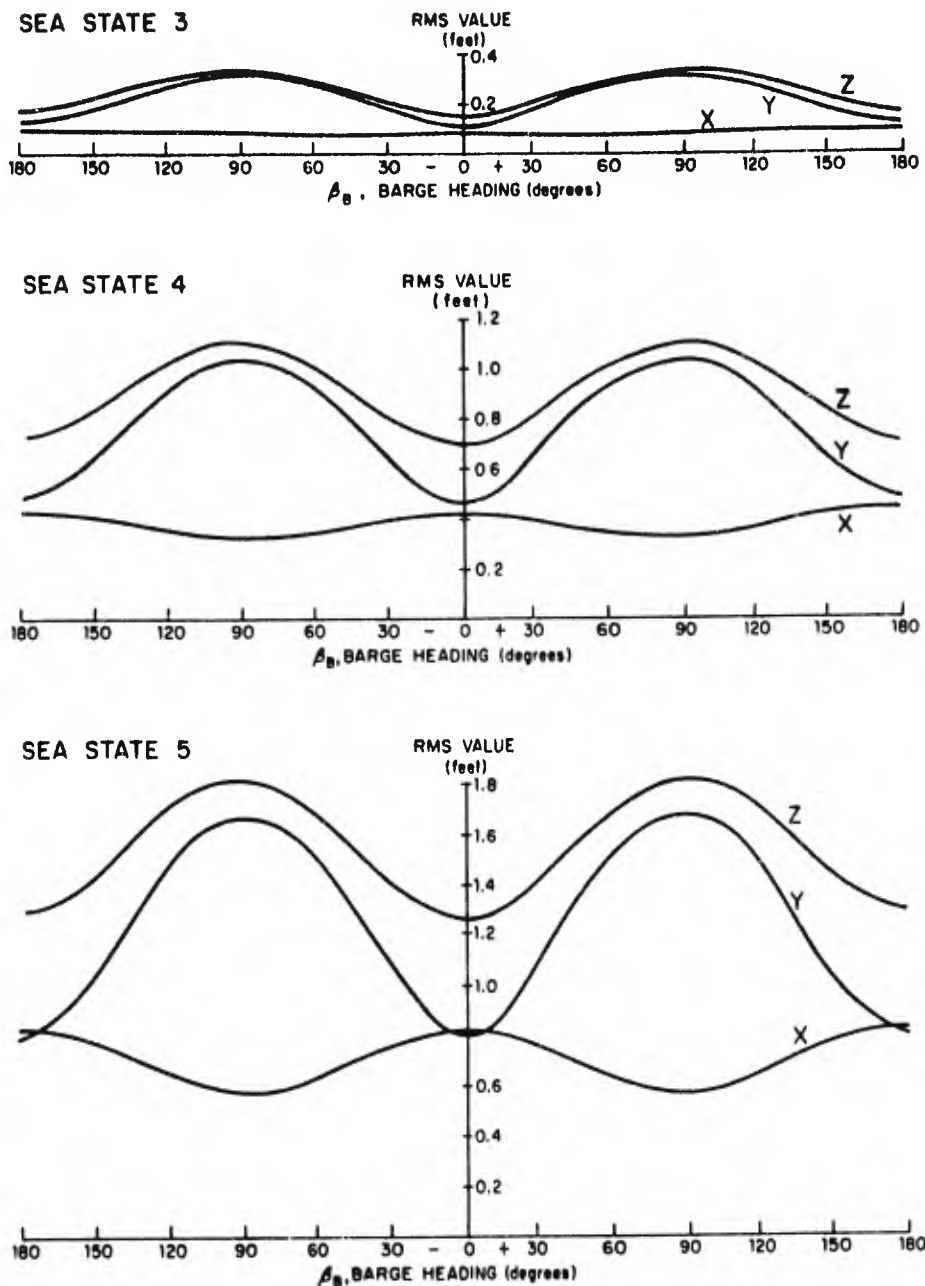 SEA STATE 3
RMS VALUE
(feet)
0.4
0.2
Z
Y
X
180 150 120 90 60 30 - 0 + 30 60 90 120 150 180
βB, BARGE HEADING (degrees)
SEA STATE 4
RMS VALUE
(feet)
1.2
1.0
0.8
0.6
0.2
Z
Y
X
180 150 120 90 60 30 - 0 + 30 60 90 120 150 180
βB, BARGE HEADING (degrees)
SEA STATE 5
RMS VALUE
(feet)
1.8
1.6
1.4
1.2
1.0
0.6
0.4
0.2
Z
Y
X
180 150 120 90 60 30 - 0 + 30 60 90 120 150 180
βB, BARGE HEADING (degrees)